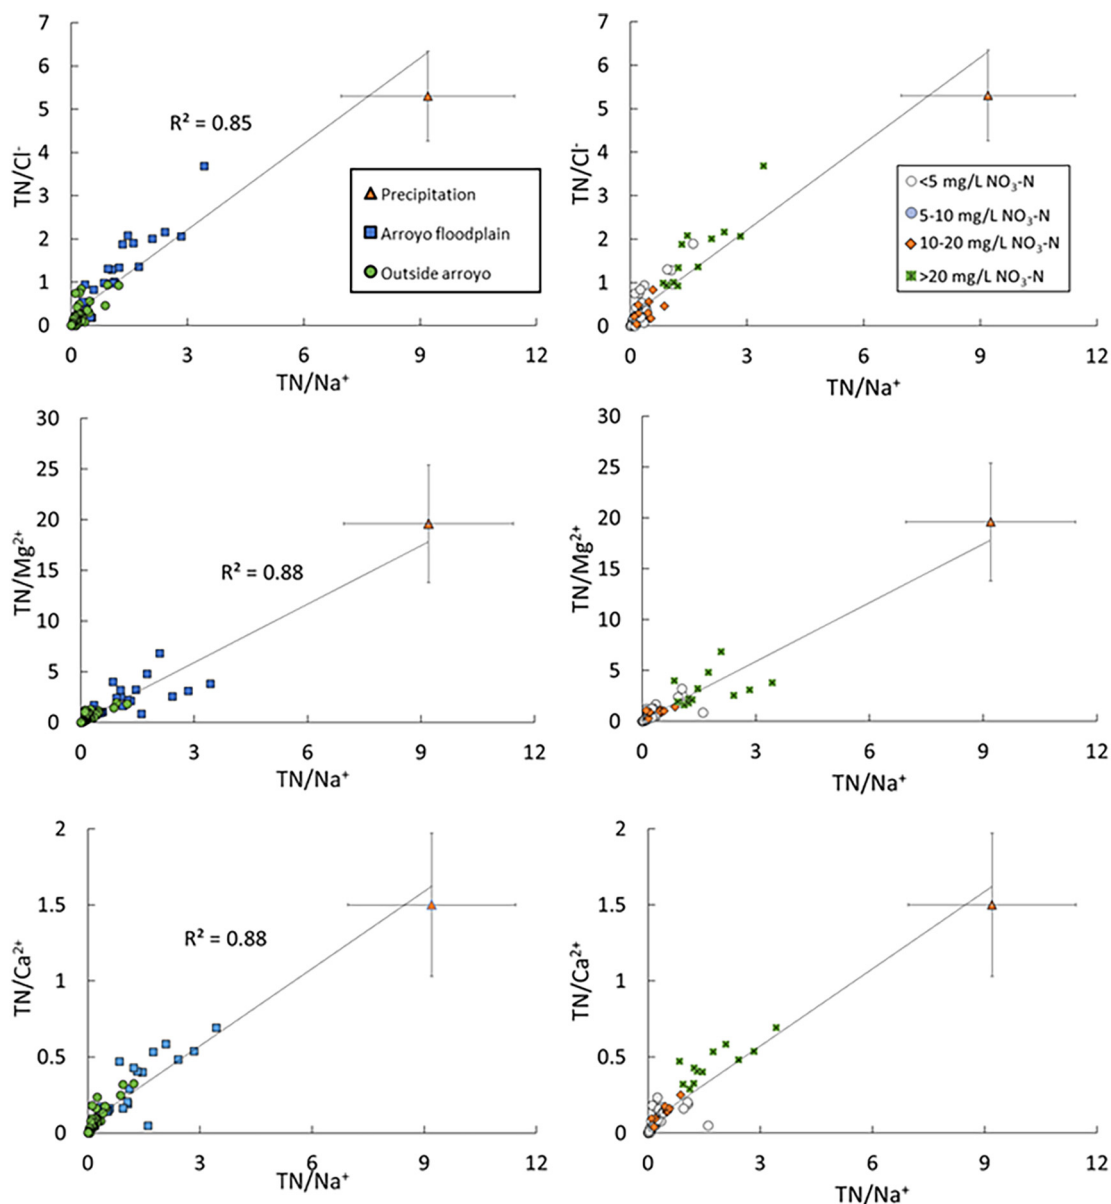 7
6
5
4
3
2
1
0
TN/Cl⁻
R² = 0.85
Precipitation
Arroyo floodplain
Outside arroyo
0 3 6 9 12
TN/Na⁺
7
6
5
4
3
2
1
0
TN/Cl⁻
<5 mg/L NO₃-N
5-10 mg/L NO₃-N
10-20 mg/L NO₃-N
>20 mg/L NO₃-N
0 3 6 9 12
TN/Na⁺
30
25
20
15
10
5
0
TN/Mg²⁺
R² = 0.88
0 3 6 9 12
TN/Na⁺
30
25
20
15
10
5
0
TN/Mg²⁺
0 3 6 9 12
TN/Na⁺
2
1.5
1
0.5
0
TN/Ca²⁺
R² = 0.88
0 3 6 9 12
TN/Na⁺
2
1.5
1
0.5
0
TN/Ca²⁺
0 3 6 9 12
TN/Na⁺